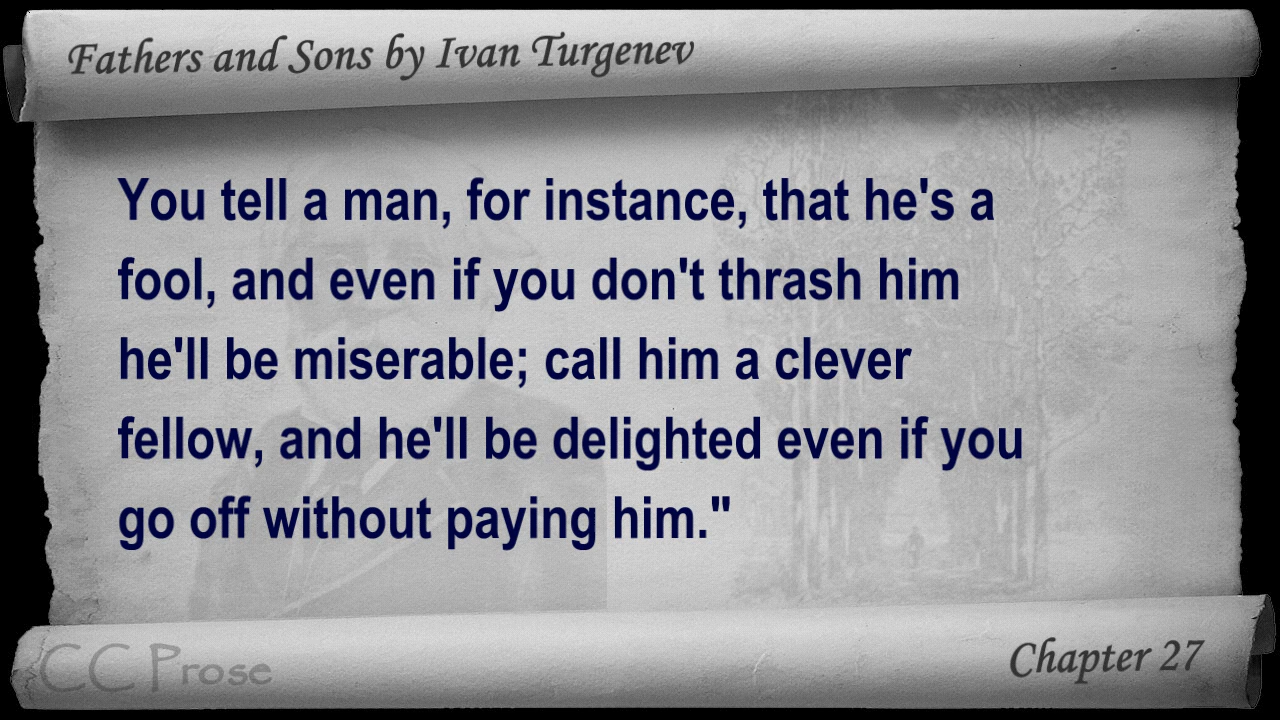 Fathers and Sons by Ivan Turgenev
You tell a man, for instance, that he's a
fool, and even if you don't thrash him
he'll be miserable; call him a clever
fellow, and he'll be delighted even if you
go off without paying him."
CC Prose
Chapter 27